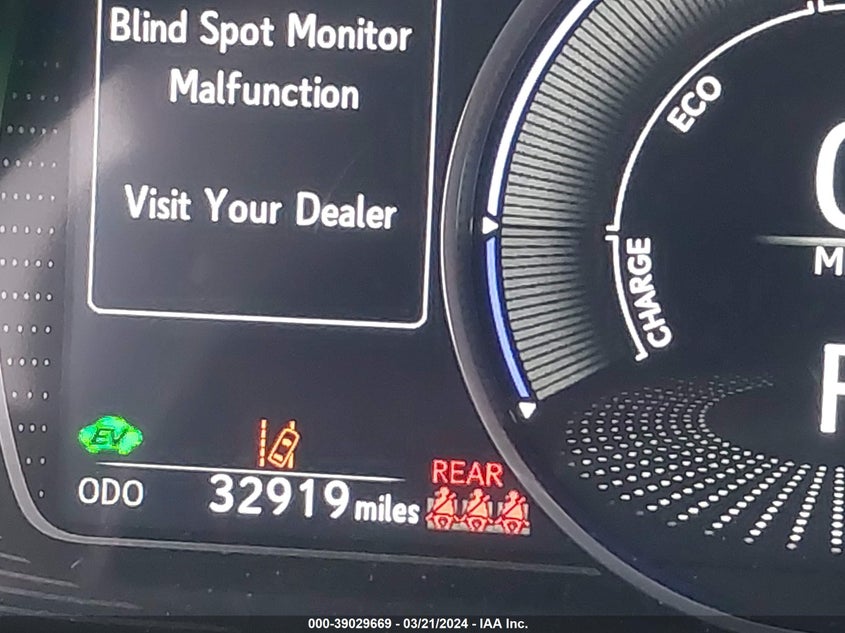 Blind Spot Monitor
Malfunction
Visit Your Dealer
ECO
CHARGE
EV
REAR
ODO 32919 miles
000-39029669 - 03/21/2024 - IAA Inc.